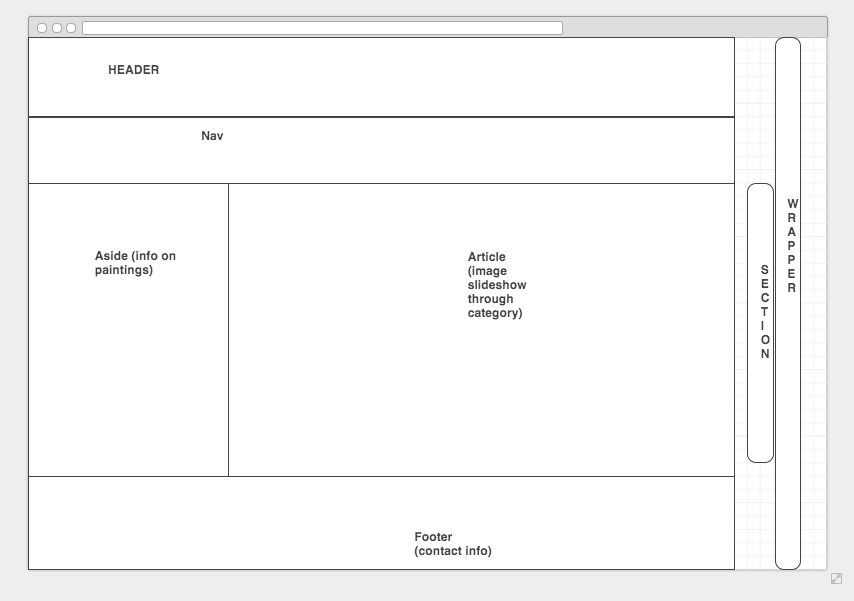 HEADER
Nav
Aside (info on
paintings)
Article
(image
slideshow
through
category)
SECTION
WRAPPER
Footer
(contact info)